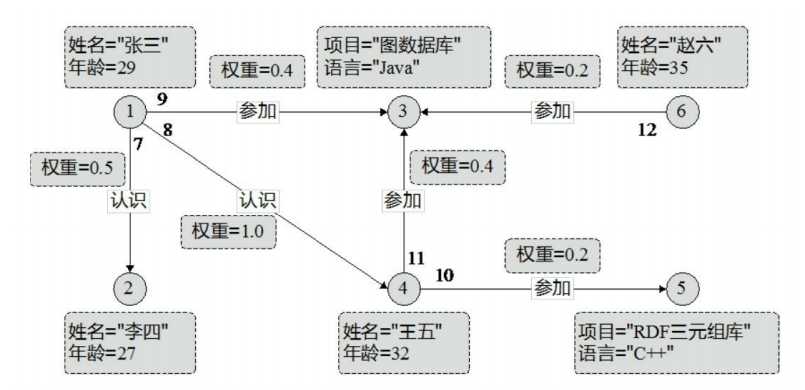 姓名="张三"
年龄=29
项目="图数据库"
语言="Java"
姓名="赵六"
年龄=35
权重=0.4
权重=0.2
1
9
参加
3
参加
6
8
7
12
权重=0.5
权重=0.4
认识
认识
参加
权重=1.0
11
10
权重=0.2
2
4
参加
5
姓名="李四"
年龄=27
姓名="王五"
年龄=32
项目="RDF三元组库"
语言="C++"